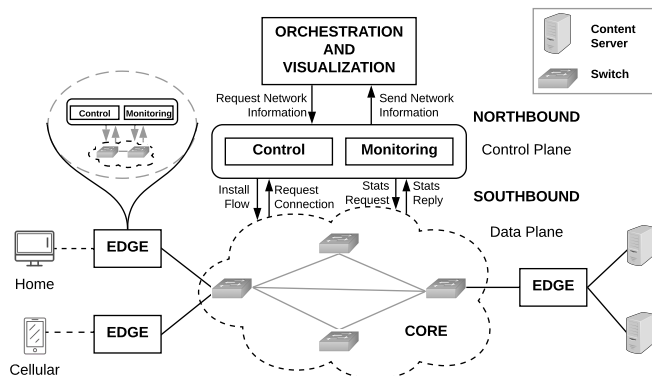 ORCHESTRATION
AND
VISUALIZATION
Content
Server
Switch
Request Network
Information
Send Network
Information
NORTHBOUND
Control
Monitoring
Control
Monitoring
Control Plane
Install
Flow
Request
Connection
Stats
Request
Stats
Reply
SOUTHBOUND
Data Plane
EDGE
Home
EDGE
EDGE
CORE
Cellular